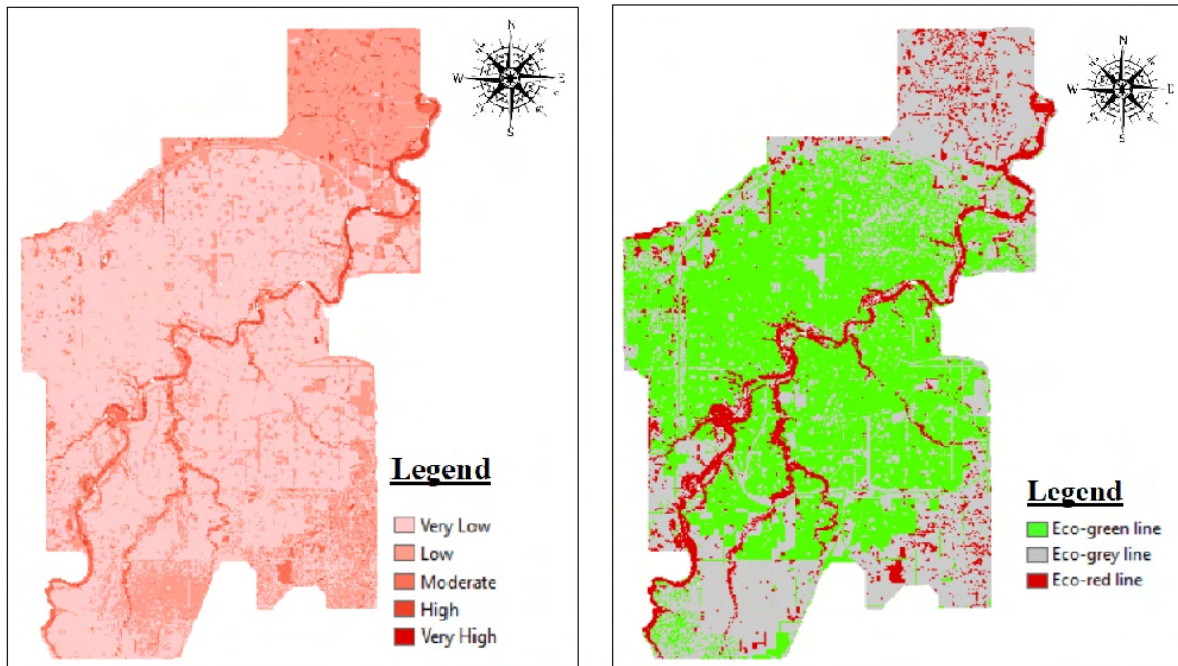 N
W E
S
Legend
Very Low
Low
Moderate
High
Very High
N
W E
S
Legend
Eco-green line
Eco-grey line
Eco-red line